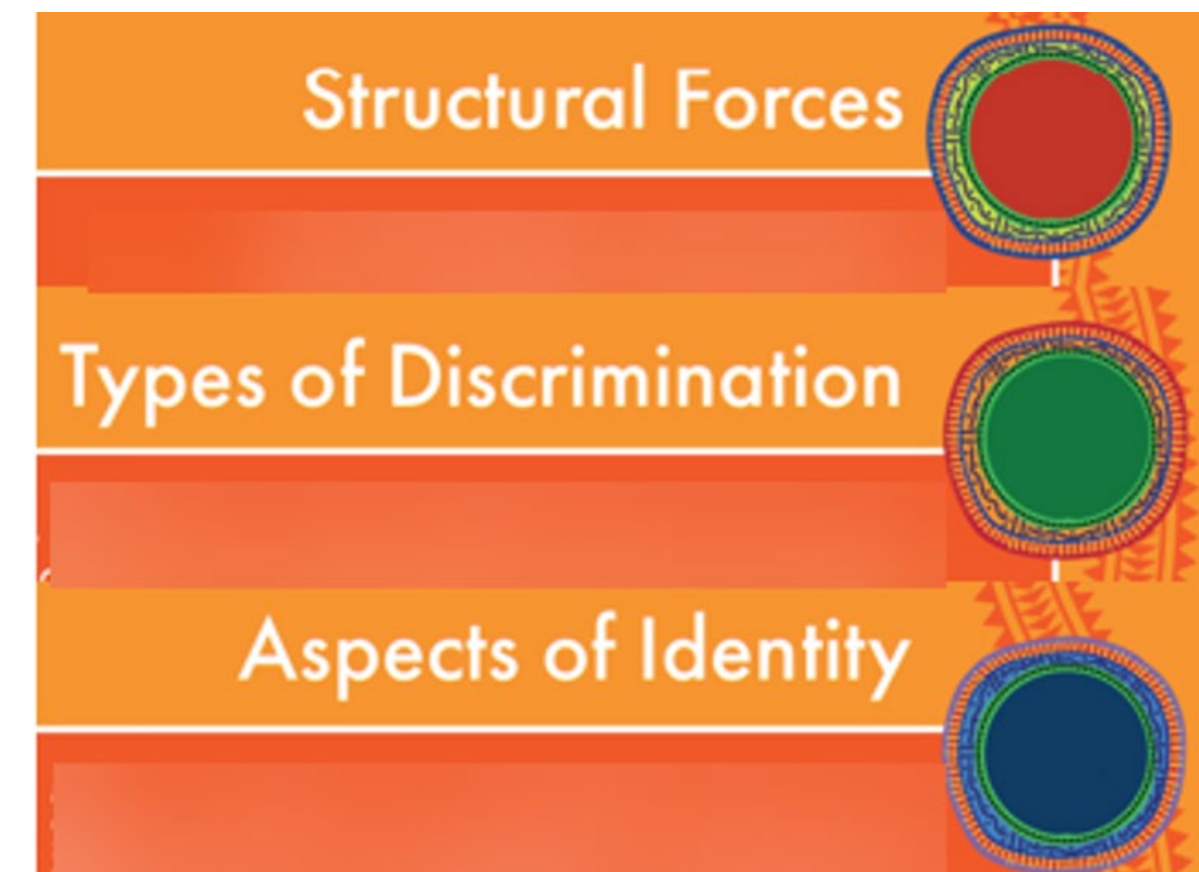 Structural Forces
Types of Discrimination
Aspects of Identity